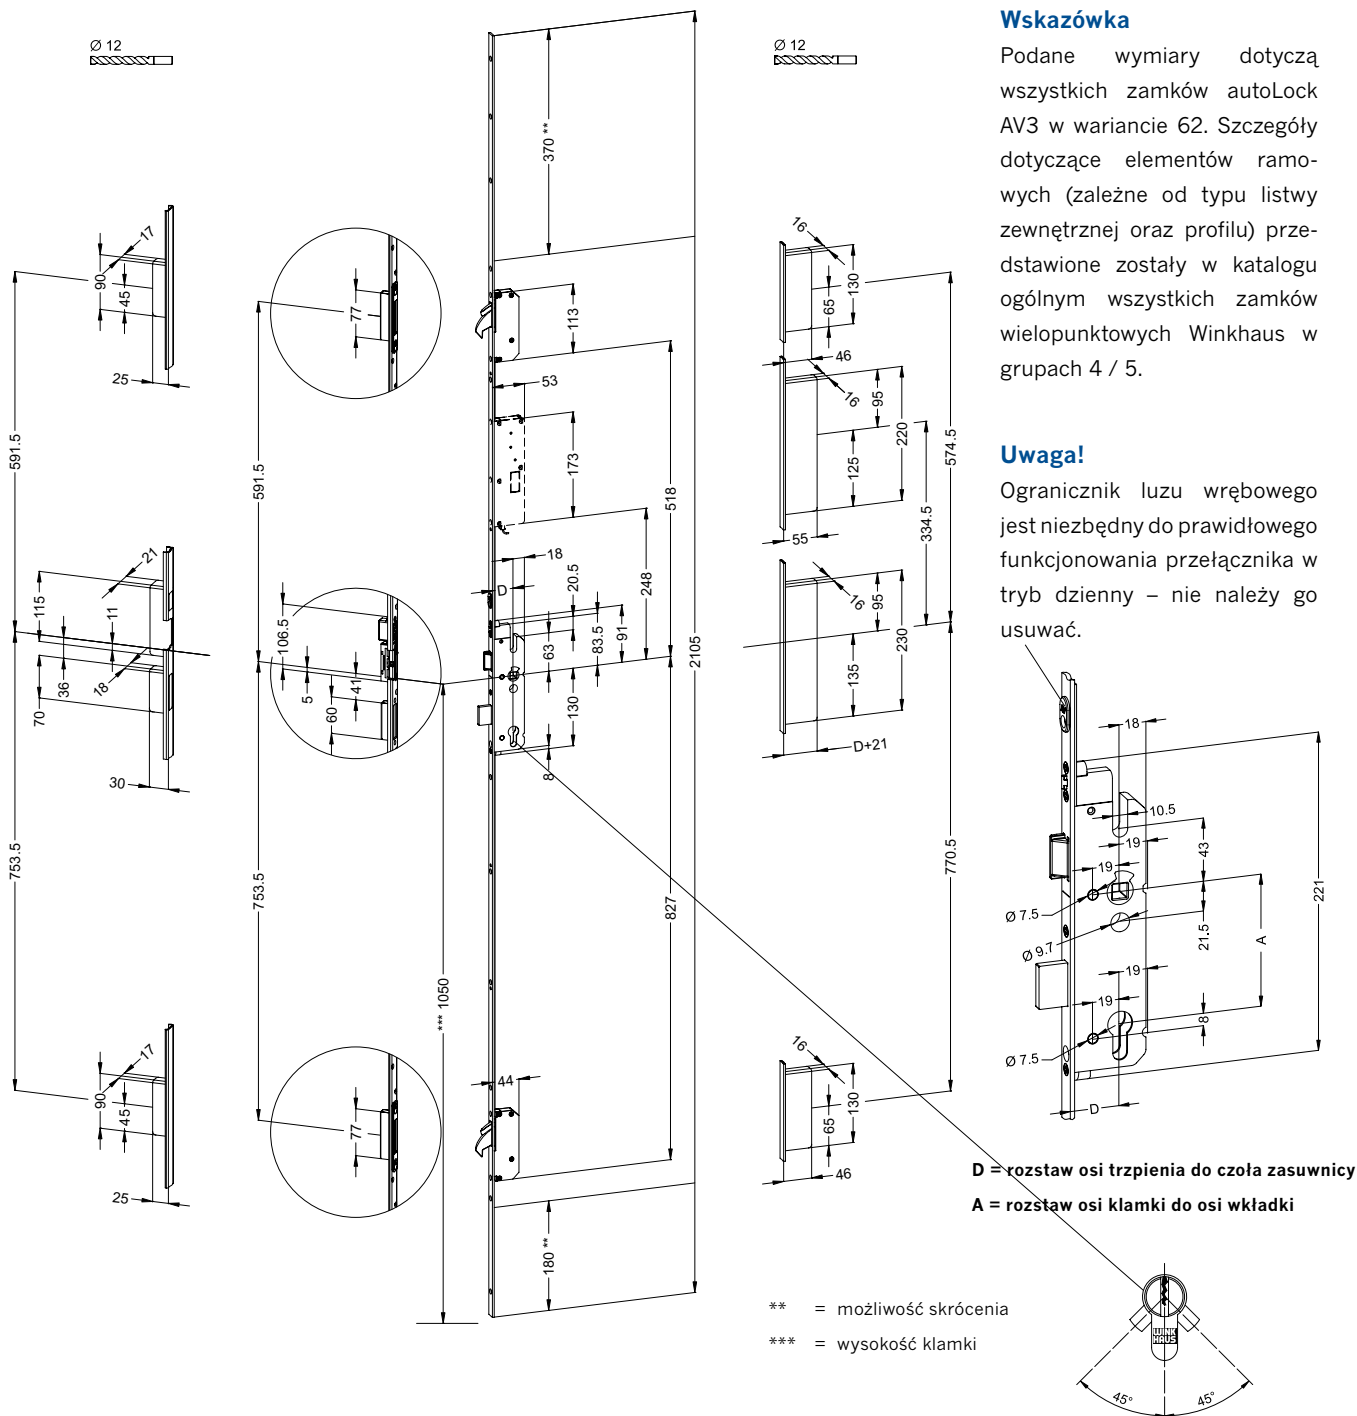 Ø 12
17
90
45
25
591.5
21
115
11
36
18
70
30
753.5
17
90
45
25
591.5
77
106.5
5
41
60
753.5
77
370 **
113
53
173
518
248
18
D
20.5
63
83.5
91
2105
130
8
827
*** 1050
44
180 **
Ø 12
16
130
65
46
16
95
220
125
55
574.5
334.5
16
95
230
135
D+21
770.5
16
130
65
46
Wskazówka
Podane wymiary dotyczą
wszystkich zamków autoLock
AV3 w wariancie 62. Szczegóły
dotyczące elementów ramo-
wych (zależne od typu listwy
zewnętrznej oraz profilu) prze-
dstawione zostały w katalogu
ogólnym wszystkich zamków
wielopunktowych Winkhaus w
grupach 4 / 5.
Uwaga!
Ogranicznik luzu wrębowego
jest niezbędny do prawidłowego
funkcjonowania przełącznika w
tryb dzienny – nie należy go
usuwać.
18
10.5
19
43
19
Ø 7.5
21.5
Ø 9.7
A
221
19
19
8
Ø 7.5
D
D = rozstaw osi trzpienia do czoła zasuwnicy
A = rozstaw osi klamki do osi wkładki
** = możliwość skrócenia
*** = wysokość klamki
WINK
HAUS
45°
45°